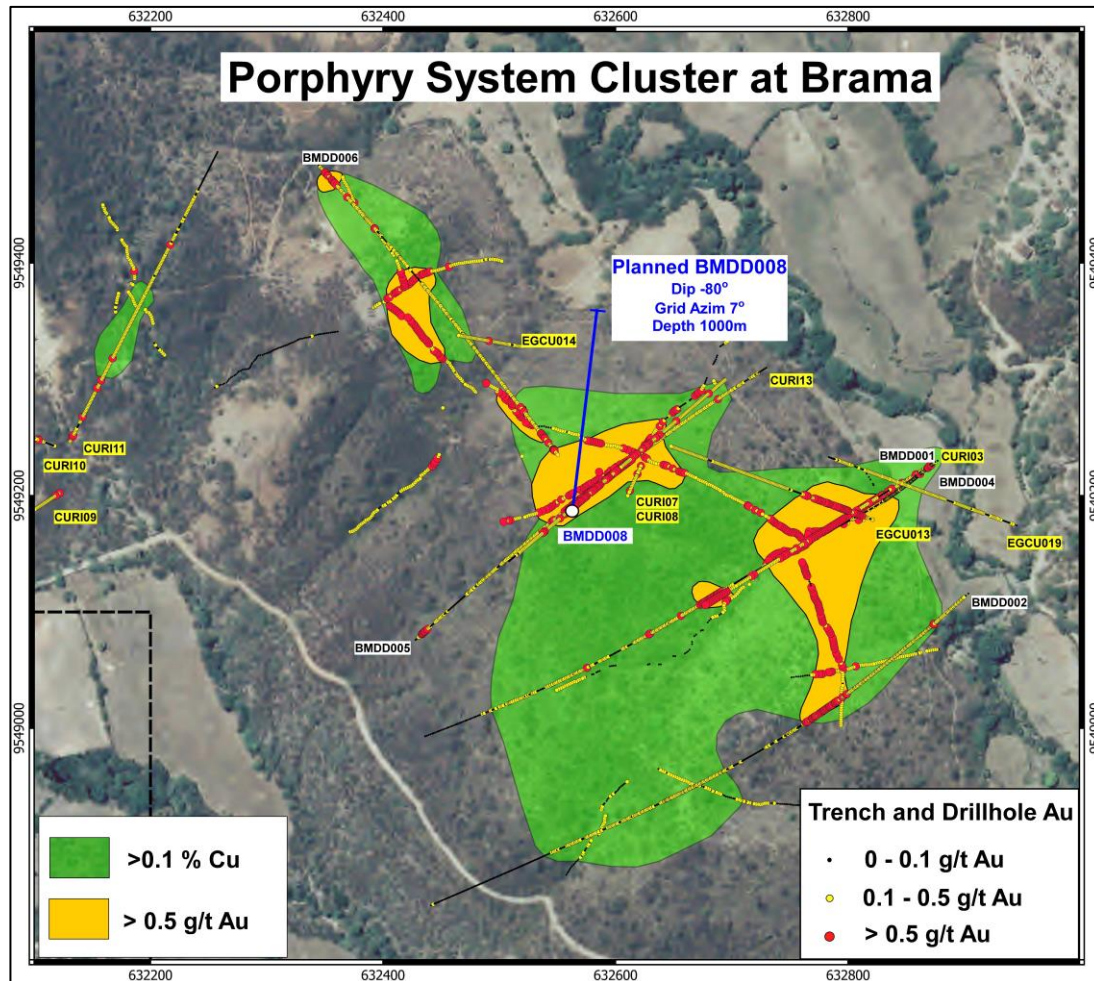 632200
632400
632600
632800
Porphyry System Cluster at Brama
BMDD006
9549400
9549400
Planned BMDD008
Dip -80°
Grid Azim 7°
Depth 1000m
EGCU014
CURI13
CURI11
CURI10
CURI09
BMDD001
CURI03
BMDD004
9549200
9549200
CURI07
CURI08
EGCU013
BMDD008
EGCU019
BMDD002
BMDD005
9549000
9549000
>0.1 % Cu
> 0.5 g/t Au
Trench and Drillhole Au
0 - 0.1 g/t Au
0.1 - 0.5 g/t Au
> 0.5 g/t Au
632200
632400
632600
632800